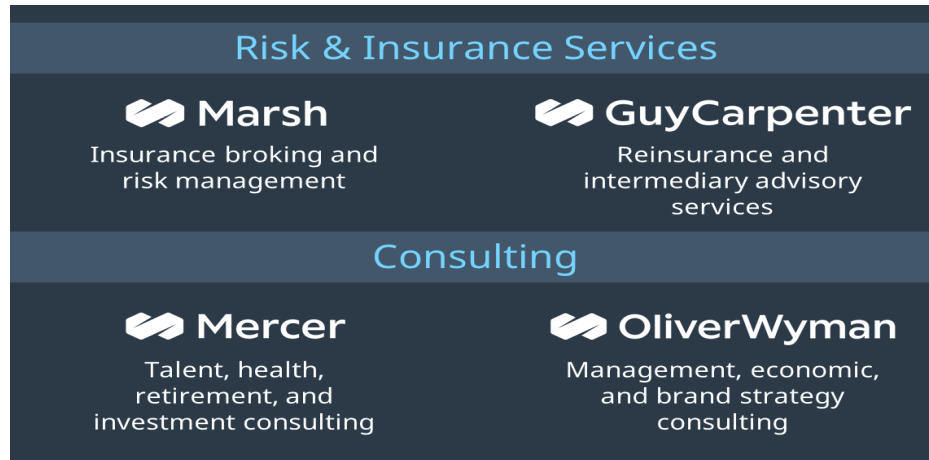 Risk & Insurance Services
Marsh
GuyCarpenter
Insurance broking and
risk management
Reinsurance and
intermediary advisory
services
Consulting
Mercer
OliverWyman
Talent, health,
retirement, and
investment consulting
Management, economic,
and brand strategy
consulting